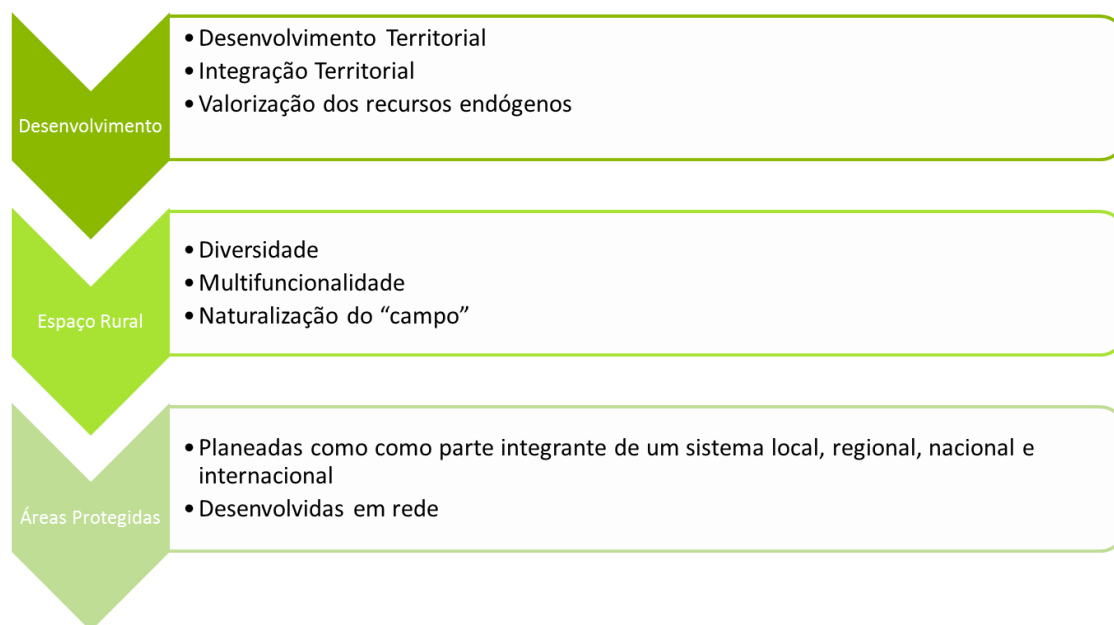 Desenvolvimento
• Desenvolvimento Territorial
• Integração Territorial
• Valorização dos recursos endógenos
Espaço Rural
• Diversidade
• Multifuncionalidade
• Naturalização do “campo”
Áreas Protegidas
• Planeadas como como parte integrante de um sistema local, regional, nacional e
internacional
• Desenvolvidas em rede